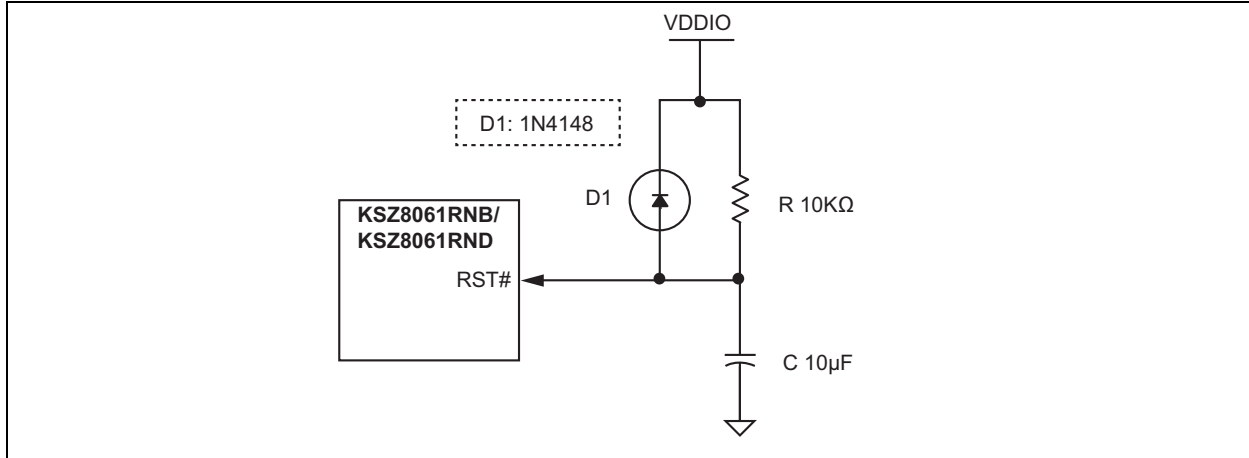 VDDIO
D1: 1N4148
D1
R 10KΩ
KSZ8061RNB/
KSZ8061RND
RST#
C 10µF